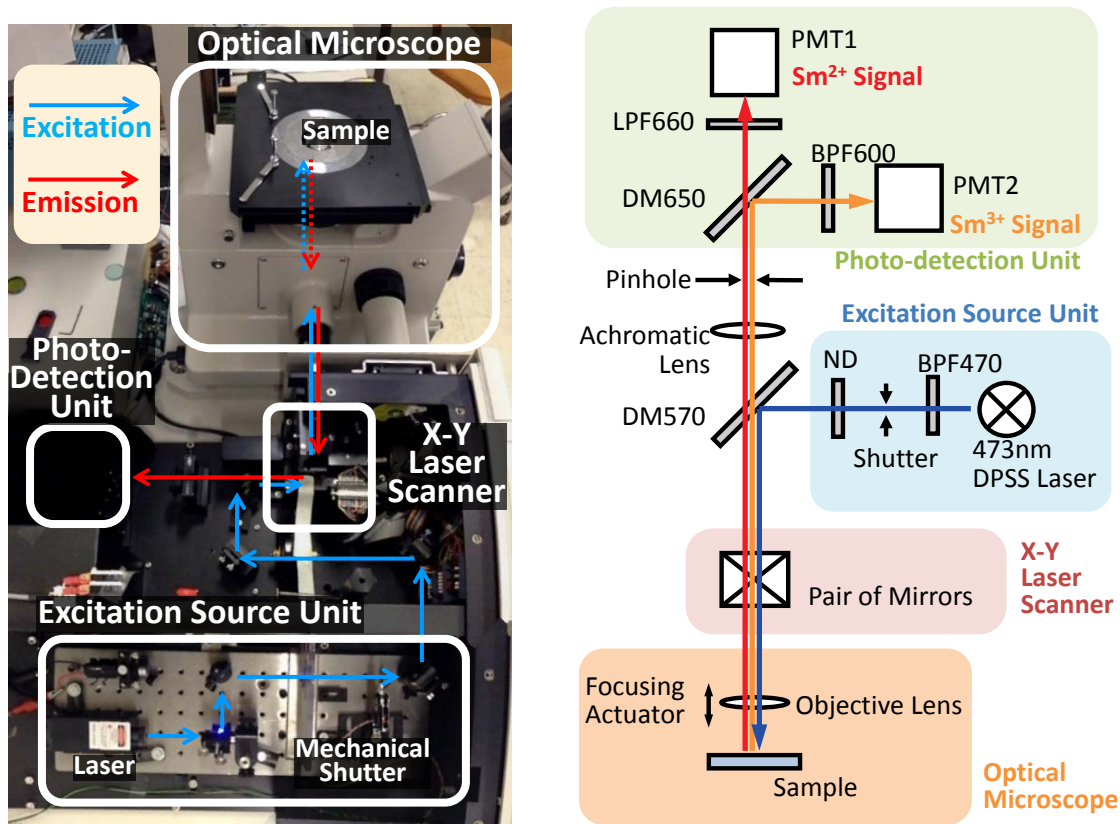 Optical Microscope
Excitation
Emission
Sample
Photo-
Detection
Unit
X-Y
Laser
Scanner
Excitation Source Unit
Laser
Mechanical
Shutter
PMT1
Sm²⁺ Signal
LPF660
BPF600
DM650
PMT2
Sm³⁺ Signal
Photo-detection Unit
Pinhole
Achromatic
Lens
Excitation Source Unit
ND
BPF470
DM570
Shutter
473nm
DPSS Laser
X-Y
Laser
Scanner
Pair of Mirrors
Focusing
Actuator
Objective Lens
Sample
Optical
Microscope